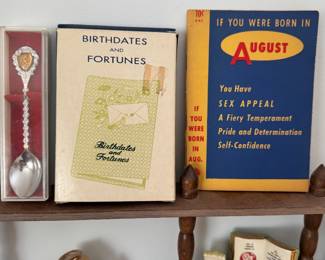 BIRTHDATES
AND
FORTUNES
Birthdates
and
Fortunes
10¢
IF YOU WERE BORN IN
AUGUST
You Have
SEX APPEAL
A Fiery Temperament
Pride and Determination
Self-Confidence
IF
YOU
WERE
BORN
IN
AUG.